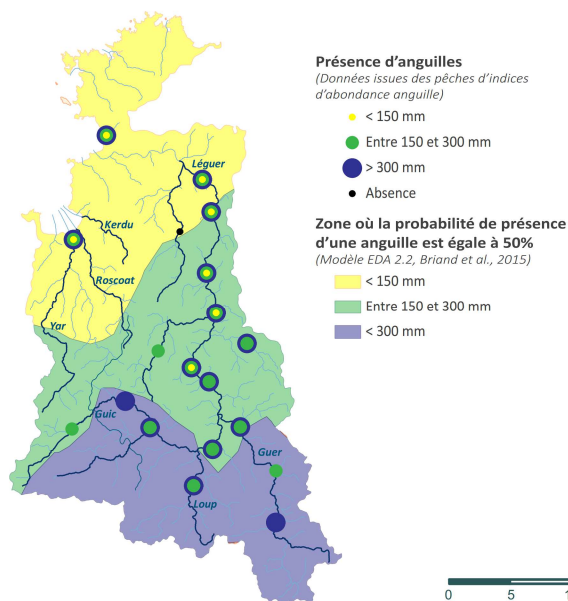 Présence d'anguilles
(Données issues des pêches d'indices
d'abondance anguille)
< 150 mm
Entre 150 et 300 mm
> 300 mm
Absence
Zone où la probabilité de présence
d'une anguille est égale à 50%
(Modèle EDA 2.2, Briand et al., 2015)
< 150 mm
Entre 150 et 300 mm
< 300 mm
Léguer
Kerdu
Roscoat
Yar
Guic
Guer
Loup
0 5